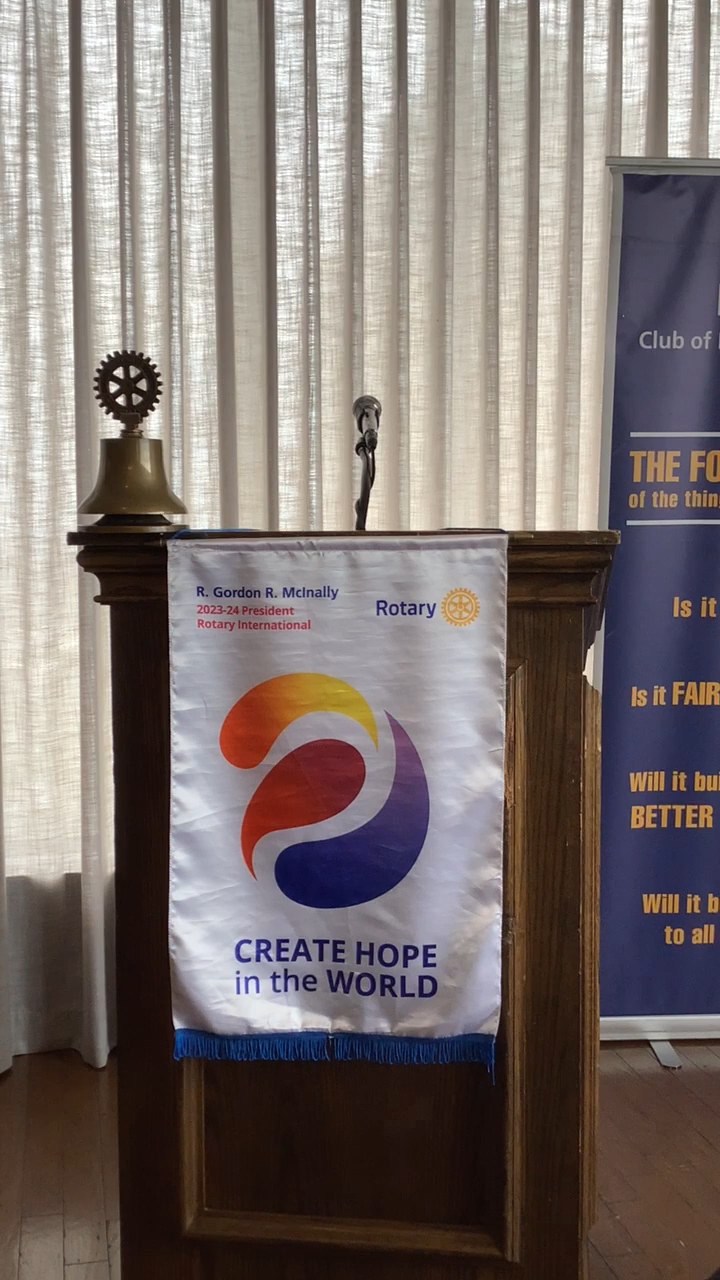 R. Gordon R. McInally
2023-24 President
Rotary International
Rotary
CREATE HOPE
in the WORLD
Club of
THE FO
of the thin
Is it
Is it FAIR
Will it bui
BETTER
Will it b
to all